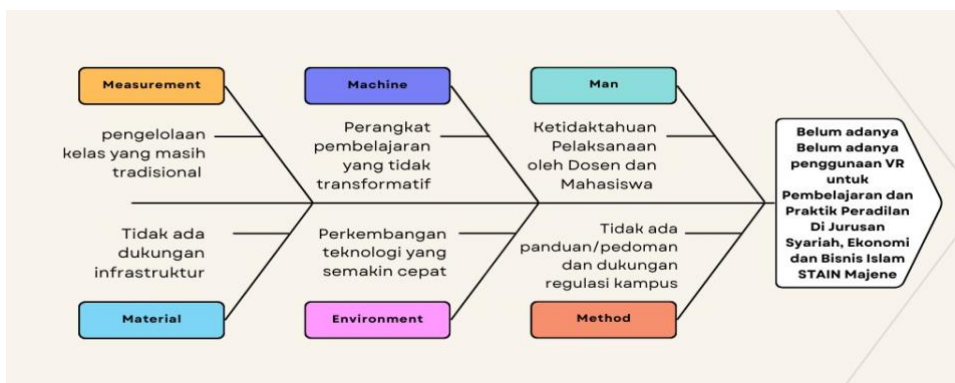 Measurement
Machine
Man
pengelolaan
kelas yang masih
tradisional
Perangkat
pembelajaran
yang tidak
transformatif
Ketidaktahuan
Pelaksanaan
oleh Dosen dan
Mahasiswa
Belum adanya
Belum adanya
penggunaan VR
untuk
Pembelajaran dan
Praktik Peradilan
Di Jurusan
Syariah, Ekonomi
dan Bisnis Islam
STAIN Majene
Tidak ada
dukungan
infrastruktur
Perkembangan
teknologi yang
semakin cepat
Tidak ada
panduan/pedoman
dan dukungan
regulasi kampus
Material
Environment
Method